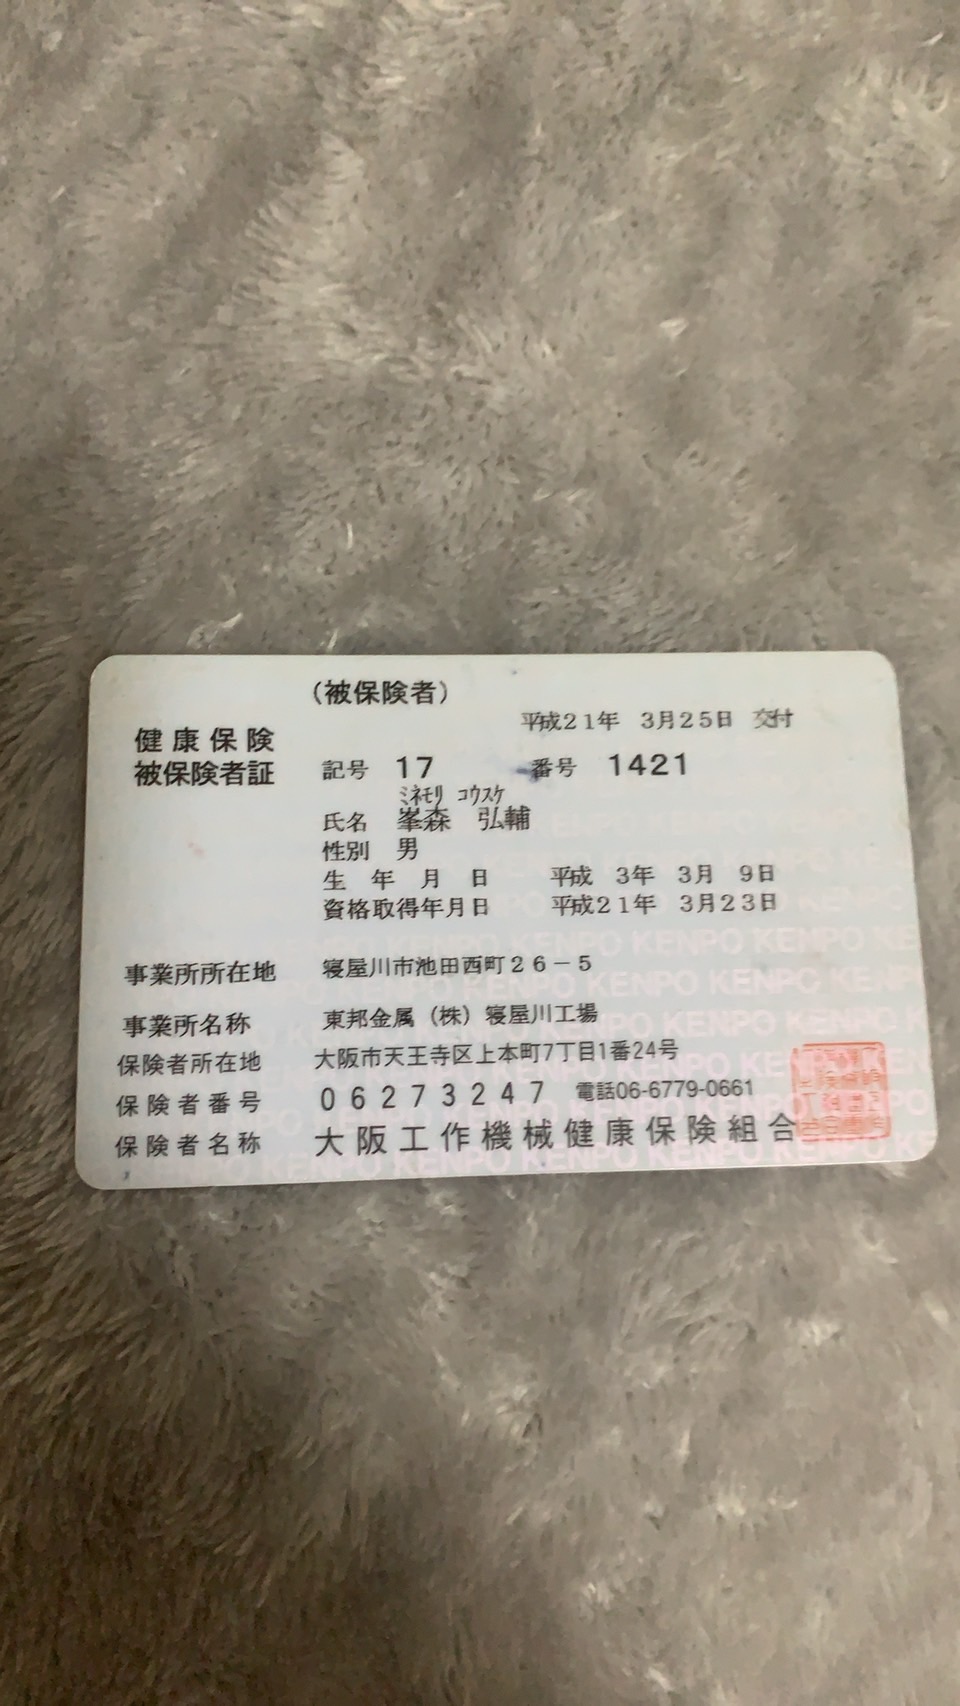 （被保険者）
平成21年 3月25日 交付
健康保険
被保険者証
記号 17 番号 1421
ﾐﾈﾓﾘ ｺｳｽｹ
氏名 峯森 弘輔
性別 男
生年月日 平成 3年 3月 9日
資格取得年月日 平成21年 3月23日
事業所所在地 寝屋川市池田西町26－5
事業所名称 東邦金属（株）寝屋川工場
保険者所在地 大阪市天王寺区上本町7丁目1番24号
保険者番号 06273247 電話06-6779-0661
保険者名称 大阪工作機械健康保険組合
KENPO KENPO KENPO KENPO